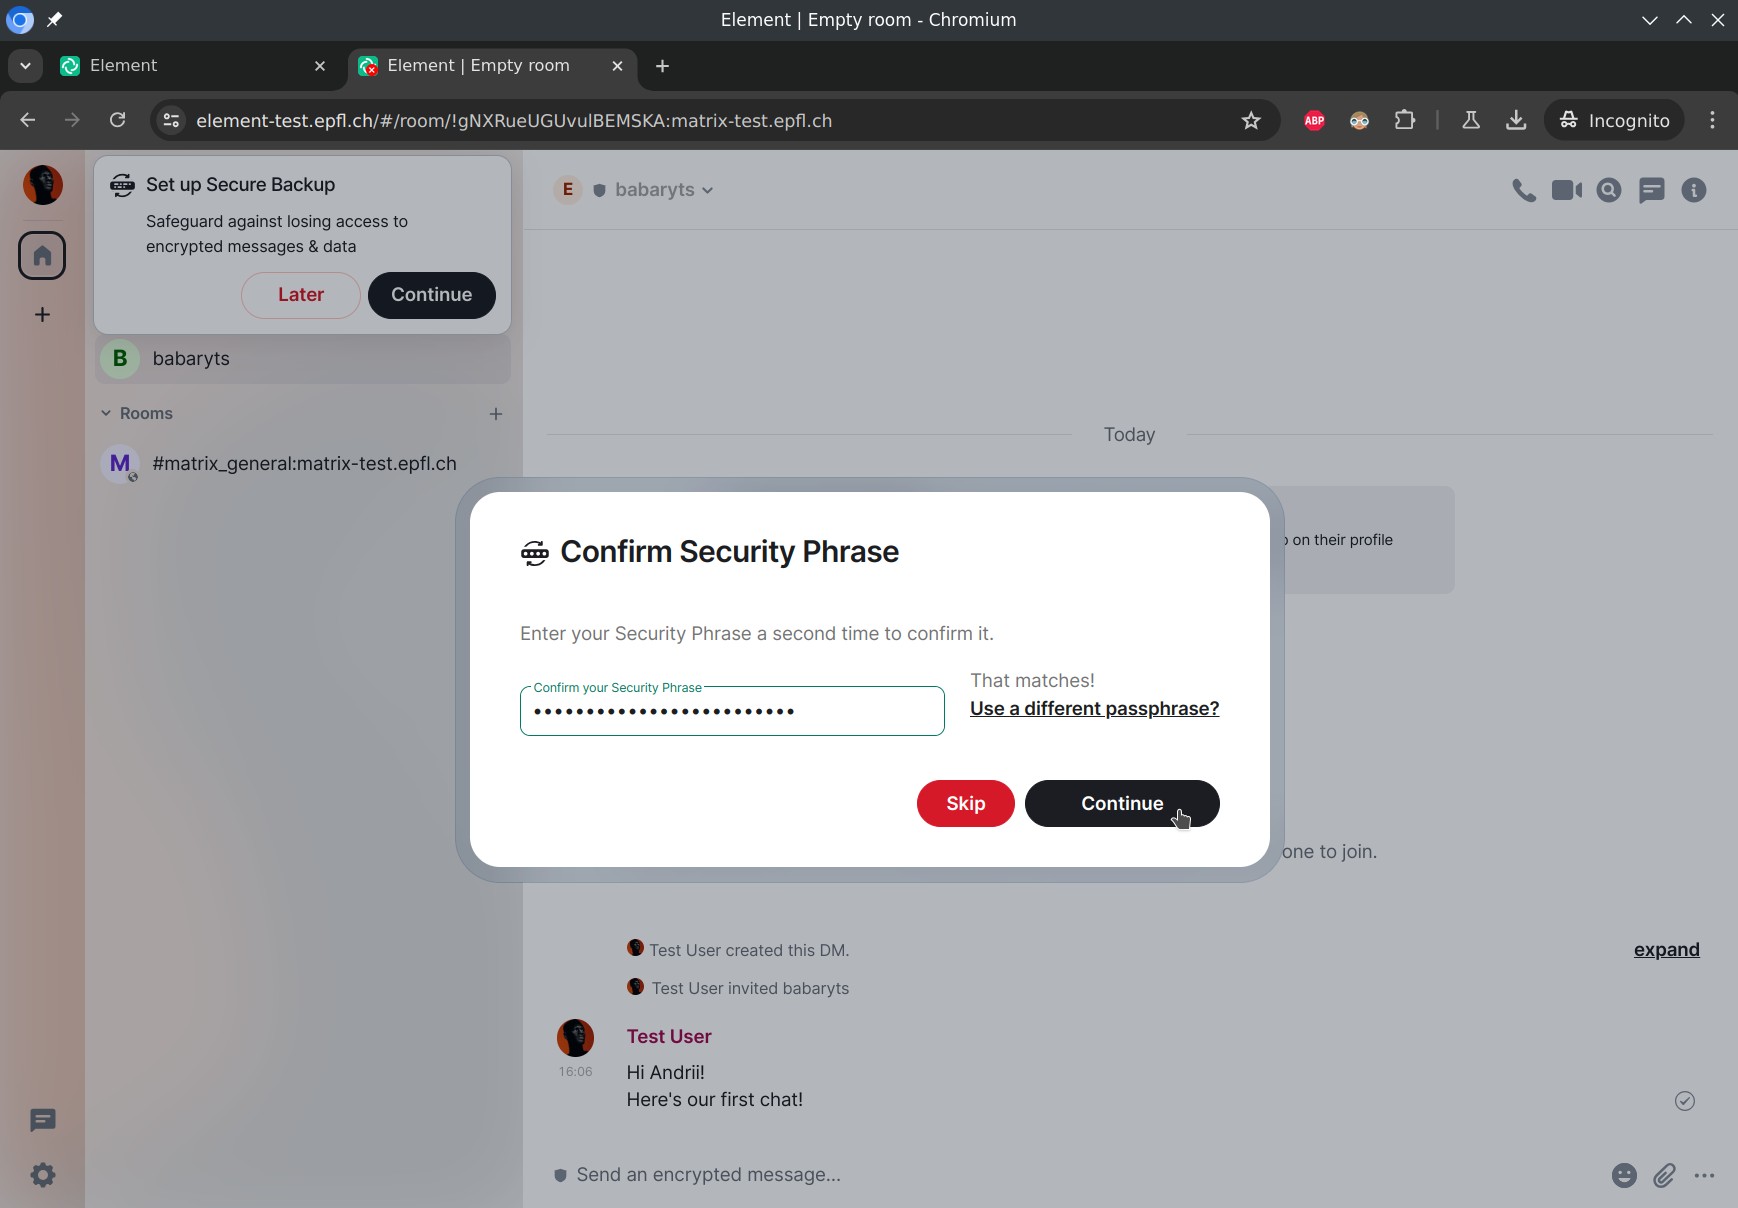 Element | Empty room - Chromium
Element
Element | Empty room
element-test.epfl.ch/#/room/!gNXRueUGUvulBEMSKA:matrix-test.epfl.ch
ABP
Incognito
Set up Secure Backup
Safeguard against losing access to
encrypted messages & data
Later
Continue
B
babaryts
Rooms
M
#matrix_general:matrix-test.epfl.ch
E
babaryts
Today
on their profile
Confirm Security Phrase
Enter your Security Phrase a second time to confirm it.
Confirm your Security Phrase
That matches!
Use a different passphrase?
Skip
Continue
one to join.
Test User created this DM.
expand
Test User invited babaryts
Test User
16:06
Hi Andrii!
Here's our first chat!
Send an encrypted message...